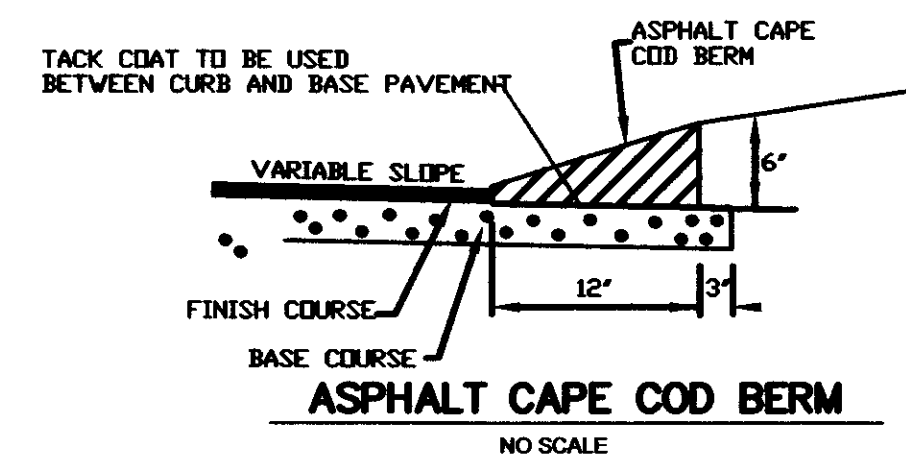 ASPHALT CAPE
COD BERM
TACK COAT TO BE USED
BETWEEN CURB AND BASE PAVEMENT
VARIABLE SLOPE
6"
12"
3"
FINISH COURSE
BASE COURSE
ASPHALT CAPE COD BERM
NO SCALE